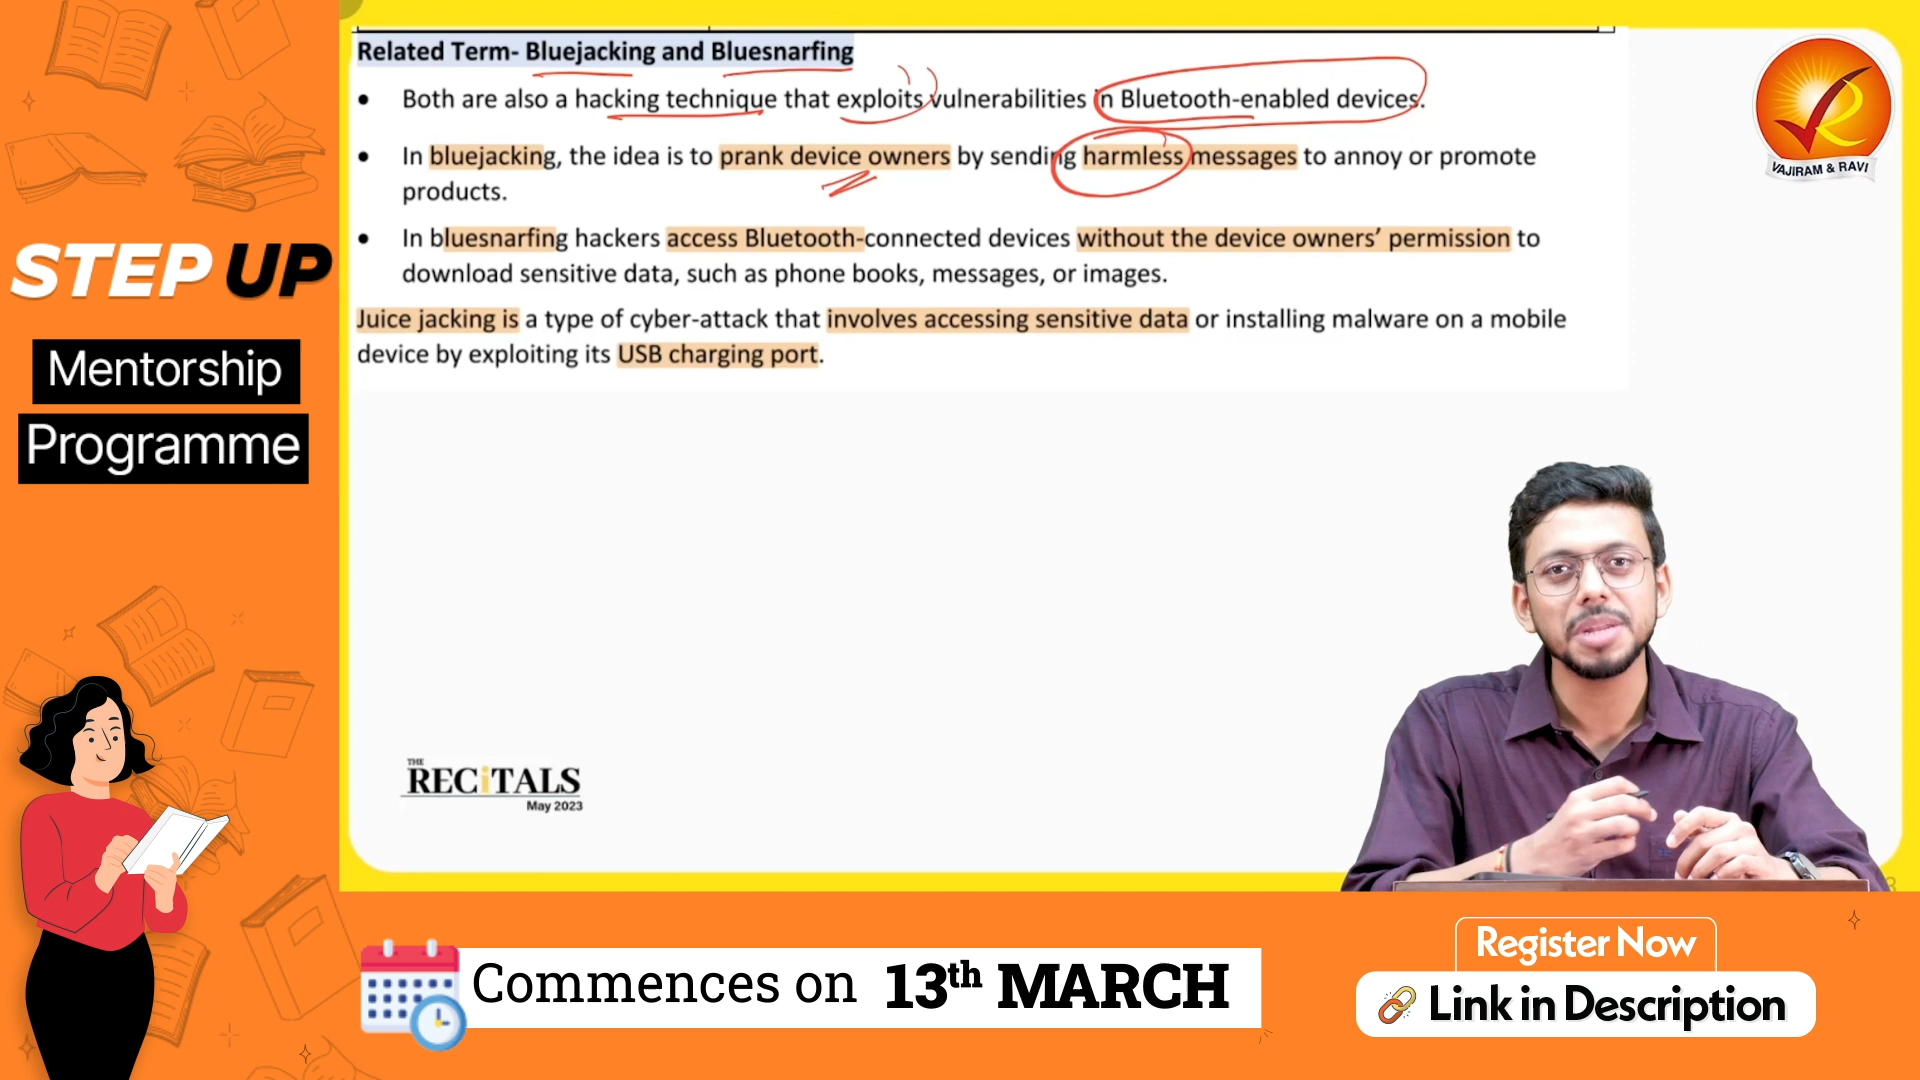 Related Term- Bluejacking and Bluesnarfing
• Both are also a hacking technique that exploits vulnerabilities in Bluetooth-enabled devices.
• In bluejacking, the idea is to prank device owners by sending harmless messages to annoy or promote
products.
• In bluesnarfing hackers access Bluetooth-connected devices without the device owners’ permission to
download sensitive data, such as phone books, messages, or images.
Juice jacking is a type of cyber-attack that involves accessing sensitive data or installing malware on a mobile
device by exploiting its USB charging port.
VAJIRAM & RAVI
STEP UP
Mentorship
Programme
THE
RECiTALS
May 2023
3
Commences on 13th MARCH
Register Now
Link in Description